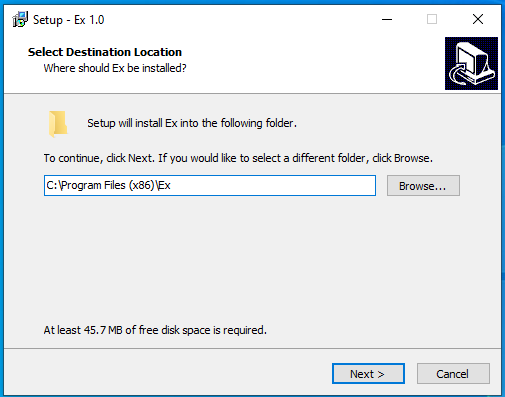 Setup - Ex 1.0
Select Destination Location
Where should Ex be installed?
Setup will install Ex into the following folder.
To continue, click Next. If you would like to select a different folder, click Browse.
C:\Program Files (x86)\Ex
Browse...
At least 45.7 MB of free disk space is required.
Next >
Cancel